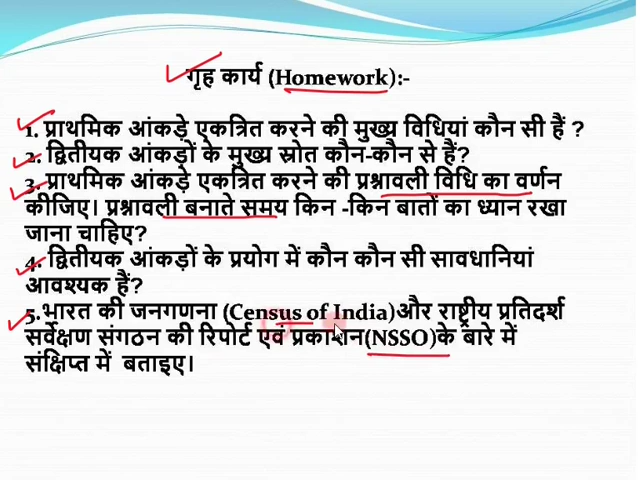 गृह कार्य (Homework):-
1. प्राथमिक आंकड़े एकत्रित करने की मुख्य विधियां कौन सी हैं ?
2. द्वितीयक आंकड़ों के मुख्य स्रोत कौन-कौन से हैं?
3. प्राथमिक आंकड़े एकत्रित करने की प्रश्नावली विधि का वर्णन
कीजिए। प्रश्नावली बनाते समय किन -किन बातों का ध्यान रखा
जाना चाहिए?
4. द्वितीयक आंकड़ों के प्रयोग में कौन कौन सी सावधानियां
आवश्यक हैं?
5.भारत की जनगणना (Census of India)और राष्ट्रीय प्रतिदर्श
सर्वेक्षण संगठन की रिपोर्ट एवं प्रकाशन(NSSO)के बारे में
संक्षिप्त में बताइए।